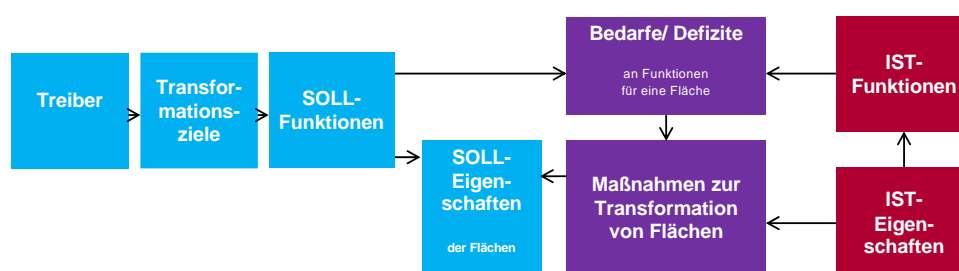 Treiber
Transfor-
mations-
ziele
SOLL-
Funktionen
SOLL-
Eigen-
schaften
der Flächen
Bedarfe/ Defizite
an Funktionen
für eine Fläche
Maßnahmen zur
Transformation
von Flächen
IST-
Funktionen
IST-
Eigen-
schaften